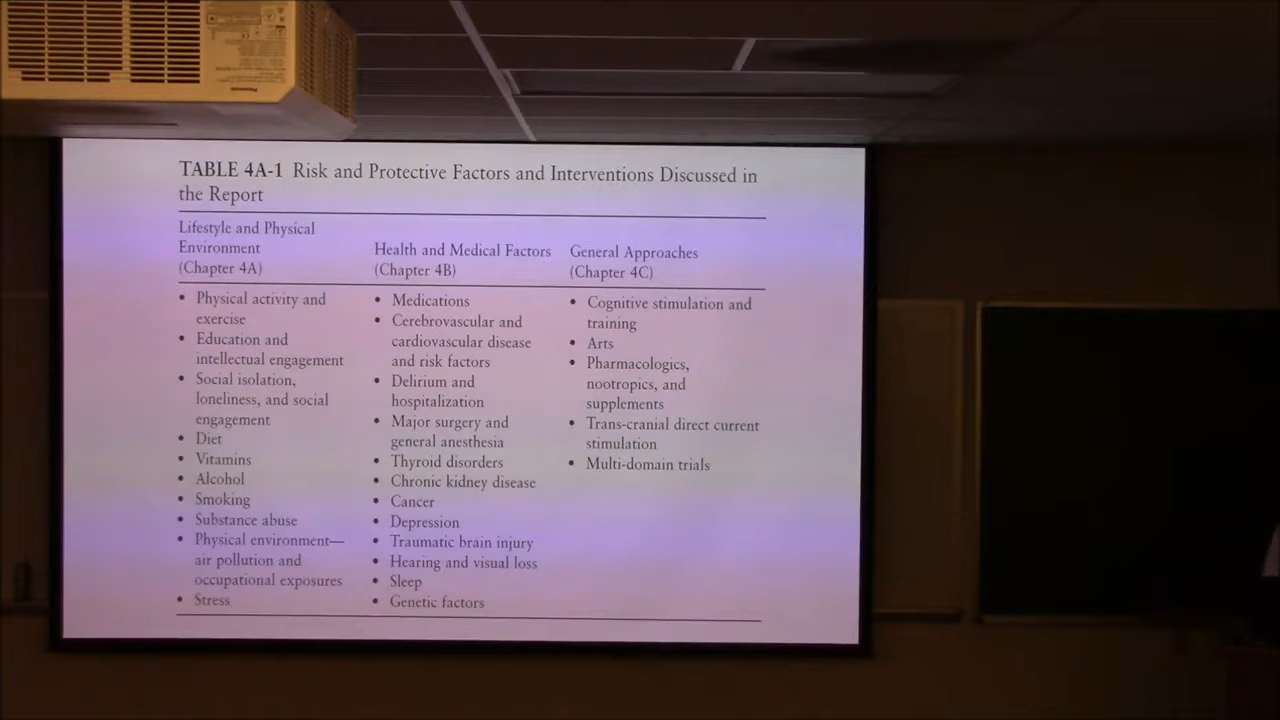 TABLE 4A-1 Risk and Protective Factors and Interventions Discussed in
the Report
Lifestyle and Physical
Environment
(Chapter 4A)
Health and Medical Factors
(Chapter 4B)
General Approaches
(Chapter 4C)
• Physical activity and
exercise
• Education and
intellectual engagement
• Social isolation,
loneliness, and social
engagement
• Diet
• Vitamins
• Alcohol
• Smoking
• Substance abuse
• Physical environment—
air pollution and
occupational exposures
• Stress
• Medications
• Cerebrovascular and
cardiovascular disease
and risk factors
• Delirium and
hospitalization
• Major surgery and
general anesthesia
• Thyroid disorders
• Chronic kidney disease
• Cancer
• Depression
• Traumatic brain injury
• Hearing and visual loss
• Sleep
• Genetic factors
• Cognitive stimulation and
training
• Arts
• Pharmacologics,
nootropics, and
supplements
• Trans-cranial direct current
stimulation
• Multi-domain trials
Panasonic